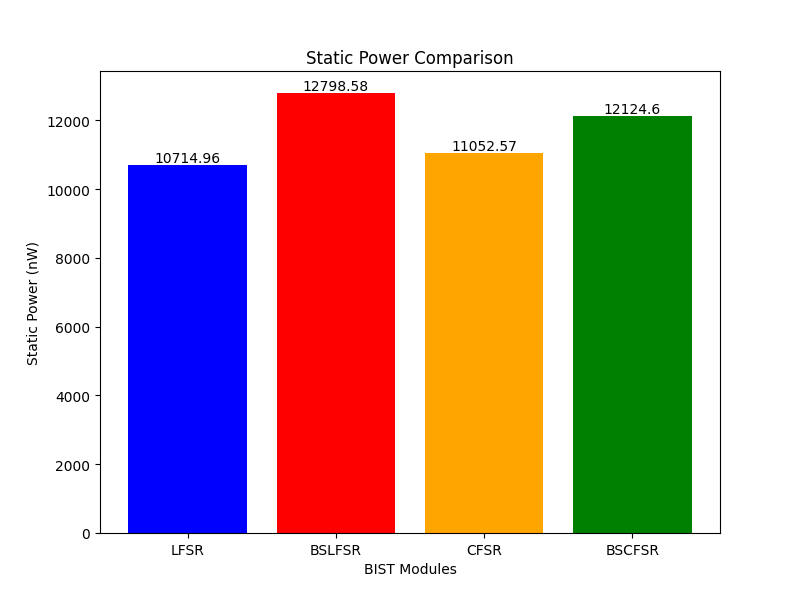 Static Power Comparison
12798.58
12124.6
11052.57
10714.96
12000
10000
8000
6000
4000
2000
0
Static Power (nW)
LFSR
BSLFSR
CFSR
BSCFSR
BIST Modules